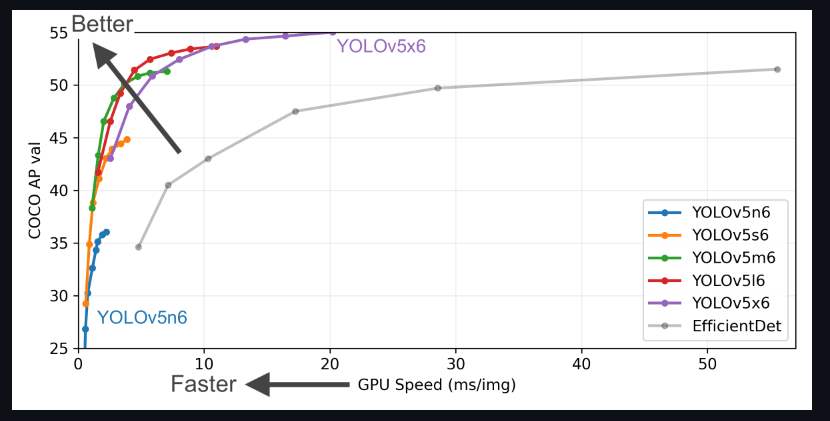 Better
YOLOv5x6
55
50
45
40
35
30
25
COCO AP val
YOLOv5n6
YOLOv5n6
YOLOv5s6
YOLOv5m6
YOLOv5l6
YOLOv5x6
EfficientDet
0 10 20 30 40 50
Faster
GPU Speed (ms/img)